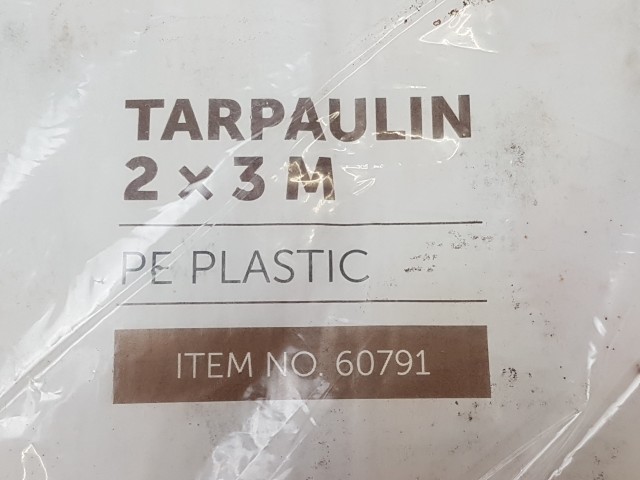 TARPAULIN
2 × 3 M
PE PLASTIC
ITEM NO. 60791